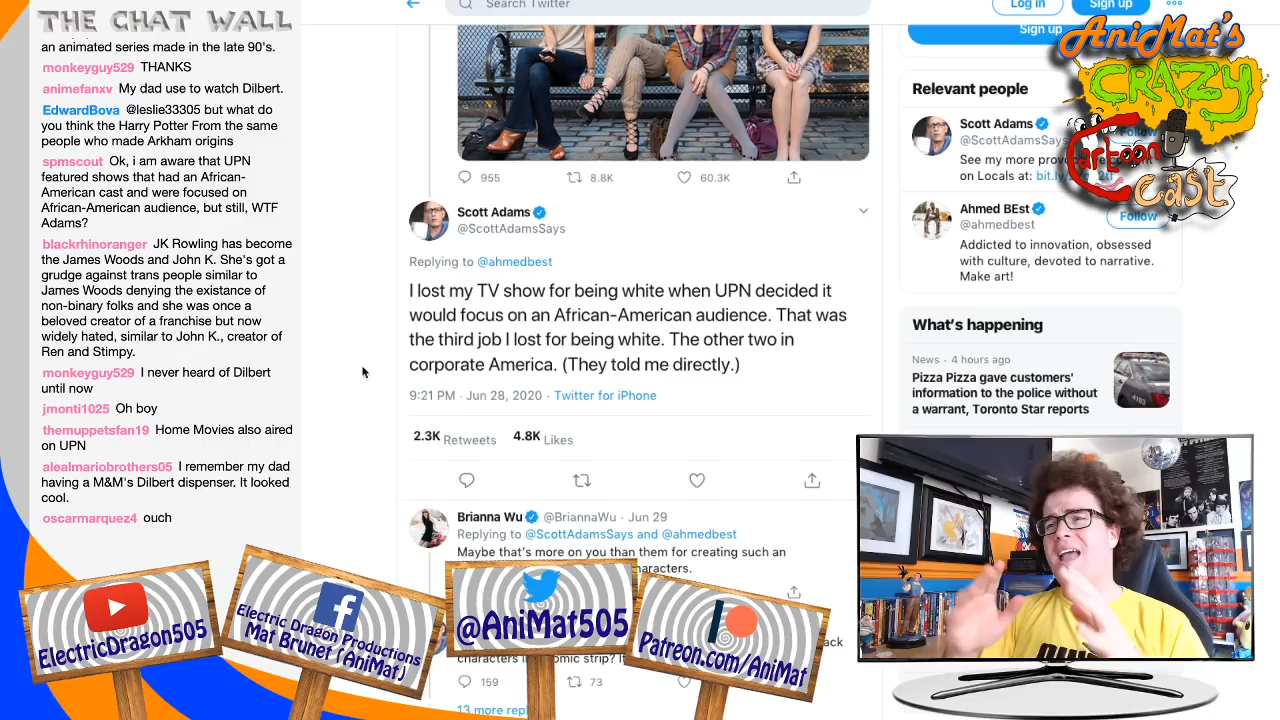 THE CHAT WALL
an animated series made in the late 90's.
monkeyguy529 THANKS
animefanxv My dad use to watch Dilbert.
EdwardBova @leslie33305 but what do
you think the Harry Potter From the same
people who made Arkham origins
spmscout Ok, i am aware that UPN
featured shows that had an African-
American cast and were focused on
African-American audience, but still, WTF
Adams?
blackrhinoranger JK Rowling has become
the James Woods and John K. She's got a
grudge against trans people similar to
James Woods denying the existance of
non-binary folks and she was once a
beloved creator of a franchise but now
widely hated, similar to John K., creator of
Ren and Stimpy.
monkeyguy529 I never heard of Dilbert
until now
jmonti1025 Oh boy
themuppetsfan19 Home Movies also aired
on UPN
alealmariobrothers05 I remember my dad
having a M&M's Dilbert dispenser. It looked
cool.
oscarmarquez4 ouch
Search Twitter
955 8.8K 60.3K
Scott Adams
@ScottAdamsSays
Replying to @ahmedbest
I lost my TV show for being white when UPN decided it
would focus on an African-American audience. That was
the third job I lost for being white. The other two in
corporate America. (They told me directly.)
9:21 PM · Jun 28, 2020 · Twitter for iPhone
2.3K Retweets 4.8K Likes
Brianna Wu @BriannaWu · Jun 29
Replying to @ScottAdamsSays and @ahmedbest
Maybe that's more on you than them for creating such an
characters.
characters in
omic strip?
159 73
13 more repl
Log in Sign up
Sign up
Relevant people
Scott Adams
@ScottAdamsSays
Follow
See my more provo
on Locals at: bit.ly/
Ahmed BEst
@ahmedbest
Follow
Addicted to innovation, obsessed
with culture, devoted to narrative.
Make art!
What's happening
News · 4 hours ago
Pizza Pizza gave customers'
information to the police without
a warrant, Toronto Star reports
AniMat's
CRAZY
Cartoon
Cast
ElectricDragon505
Electric Dragon Productions
Mat Brunet (AniMat)
@AniMat505
Patreon.com/AniMat